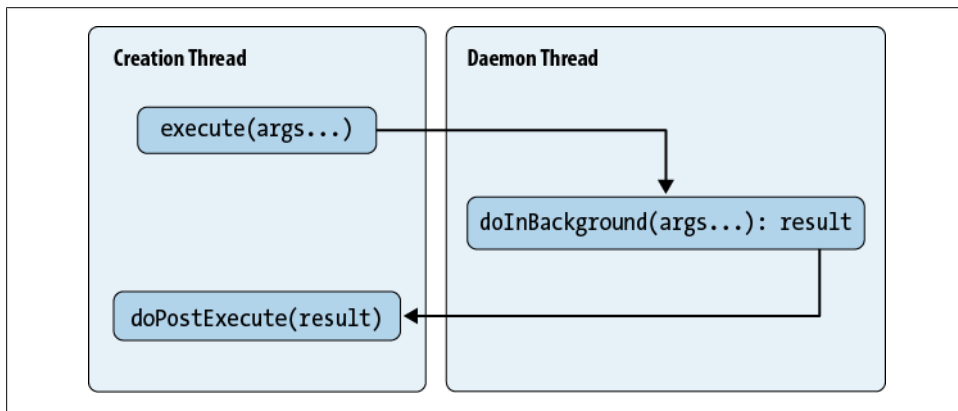 Creation Thread
Daemon Thread
execute(args...)
doInBackground(args...): result
doPostExecute(result)